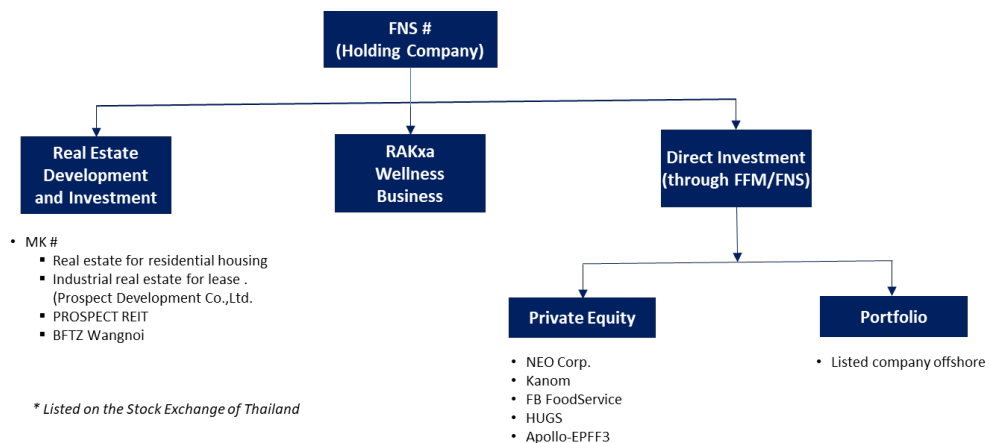 FNS #
(Holding Company)
Real Estate
Development
and Investment
RAKxa
Wellness
Business
Direct Investment
(through FFM/FNS)
• MK #
▪ Real estate for residential housing
▪ Industrial real estate for lease .
(Prospect Development Co.,Ltd.
▪ PROSPECT REIT
▪ BFTZ Wangnoi
Private Equity
• NEO Corp.
• Kanom
• FB FoodService
• HUGS
• Apollo-EPFF3
Portfolio
• Listed company offshore
* Listed on the Stock Exchange of Thailand